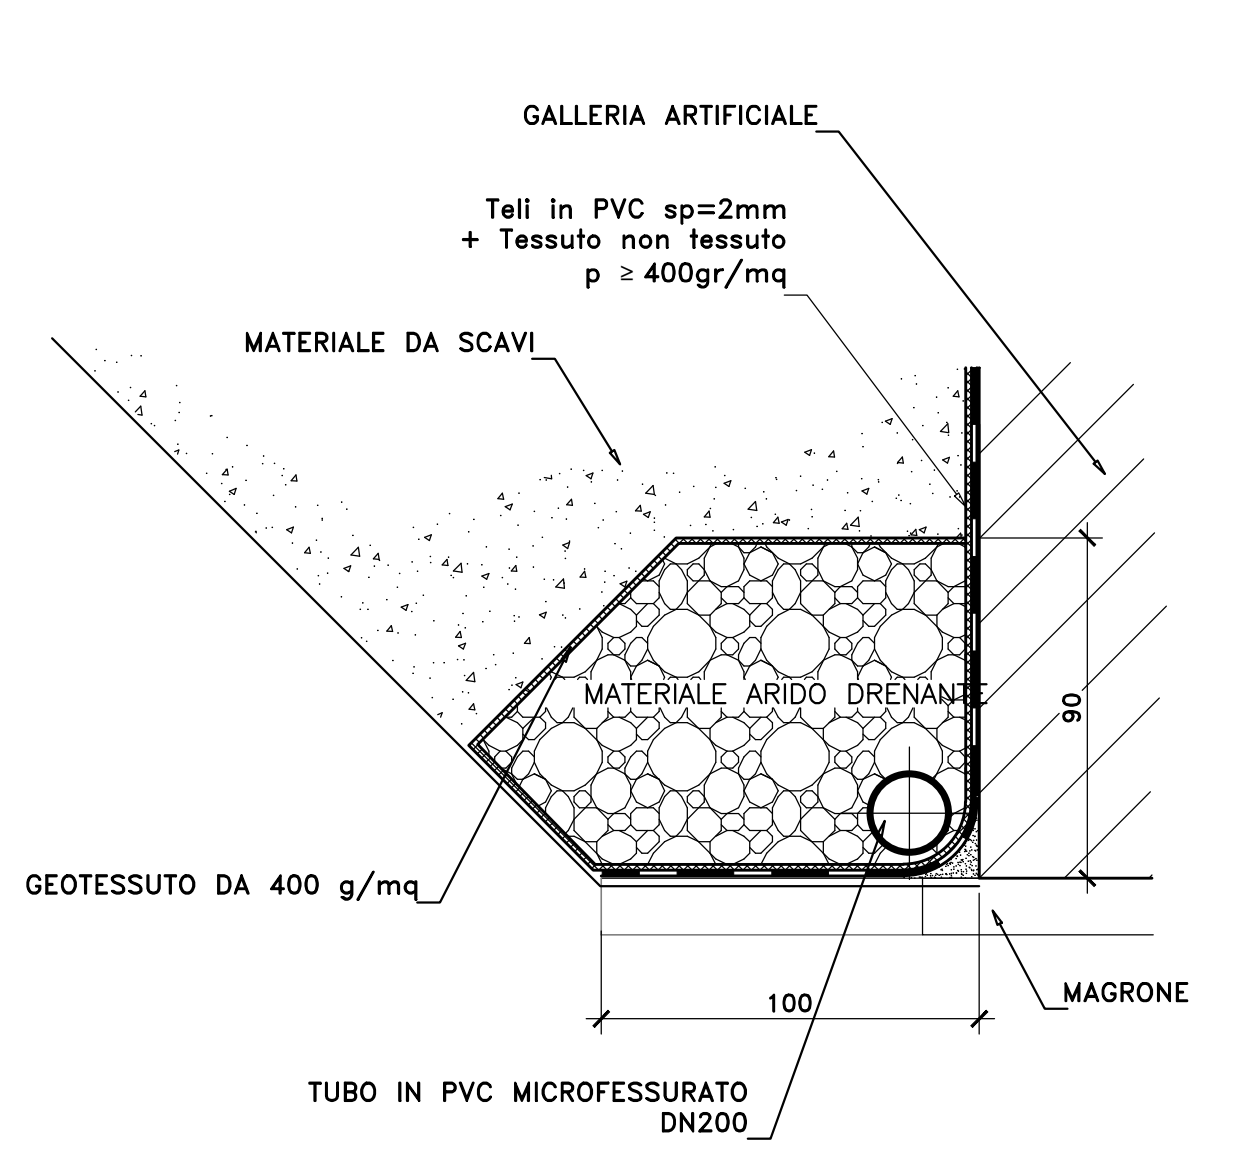 GALLERIA ARTIFICIALE
Teli in PVC sp=2mm
+ Tessuto non tessuto
p ≥ 400gr/mq
MATERIALE DA SCAVI
MATERIALE ARIDO DRENANTE
90
GEOTESSUTO DA 400 g/mq
MAGRONE
100
TUBO IN PVC MICROFESSURATO
DN200